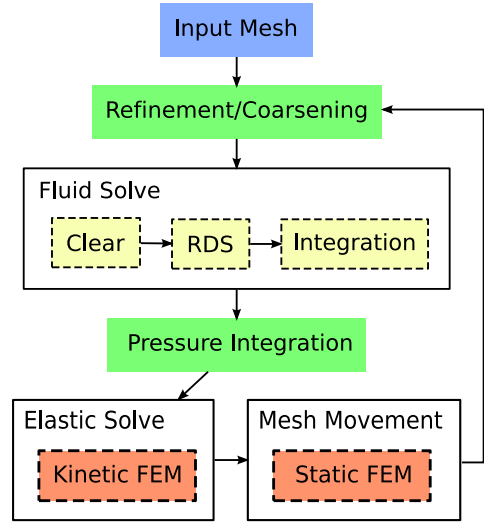 Input Mesh
Refinement/Coarsening
Fluid Solve
Clear
RDS
Integration
Pressure Integration
Elastic Solve
Kinetic FEM
Mesh Movement
Static FEM